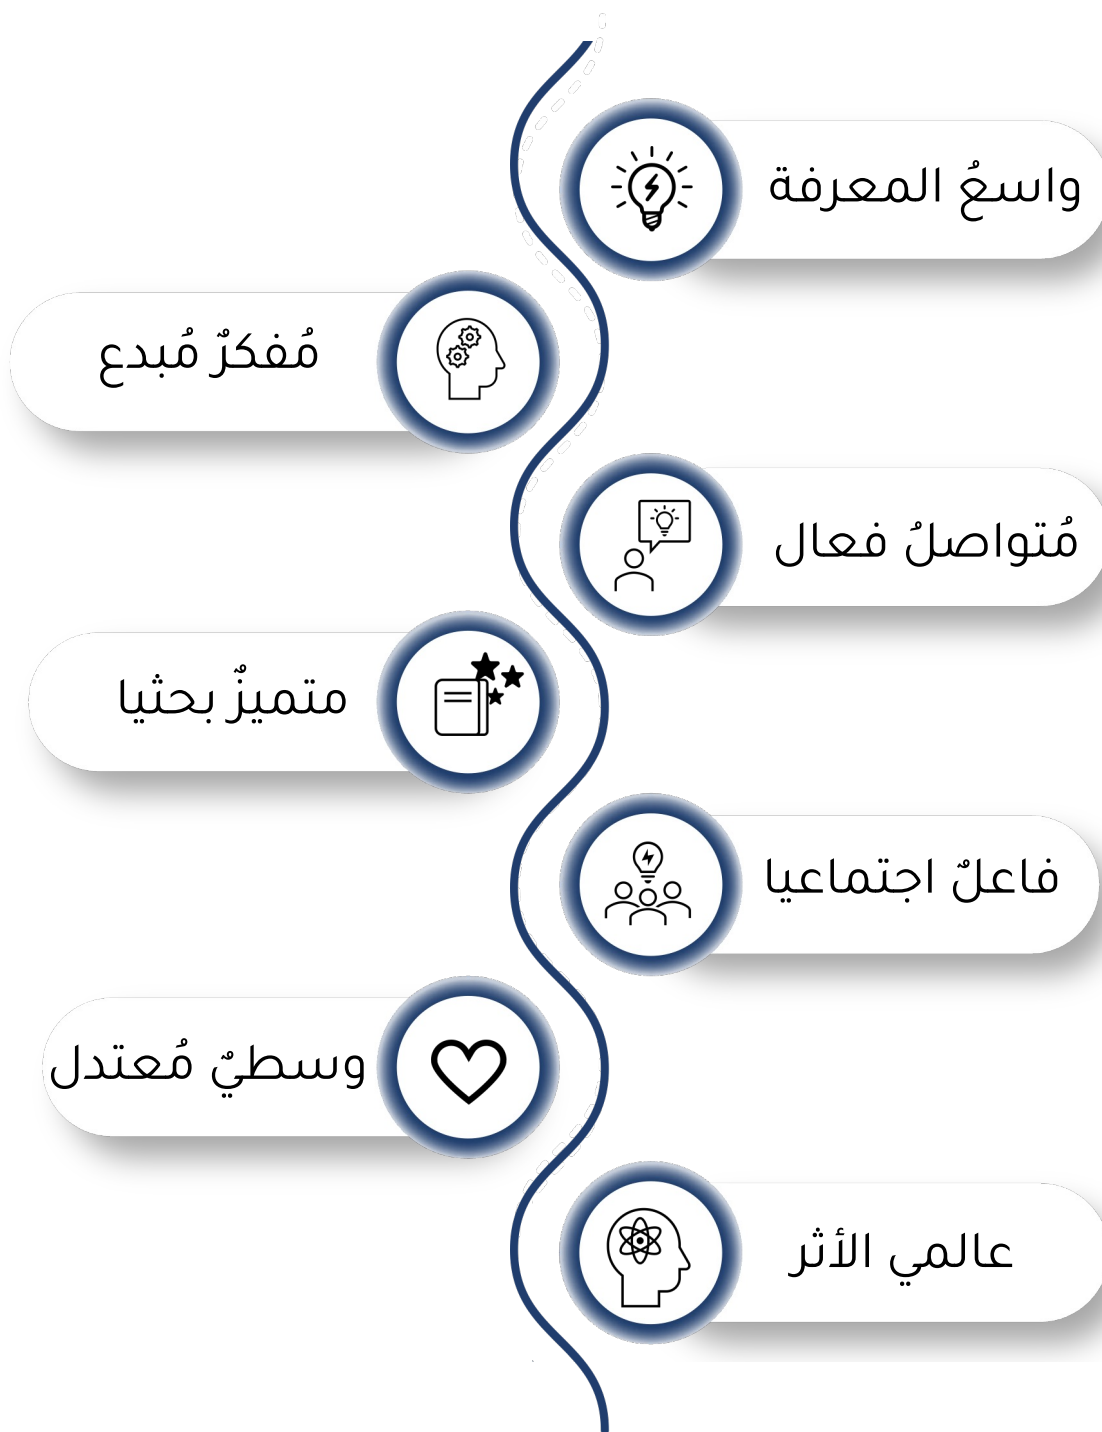 واسعُ المعرفة
مُفكرٌ مُبدع
مُتواصلُ فعال
متميزٌ بحثيا
فاعلٌ اجتماعيا
وسطيٌ مُعتدل
عالمي الأثر